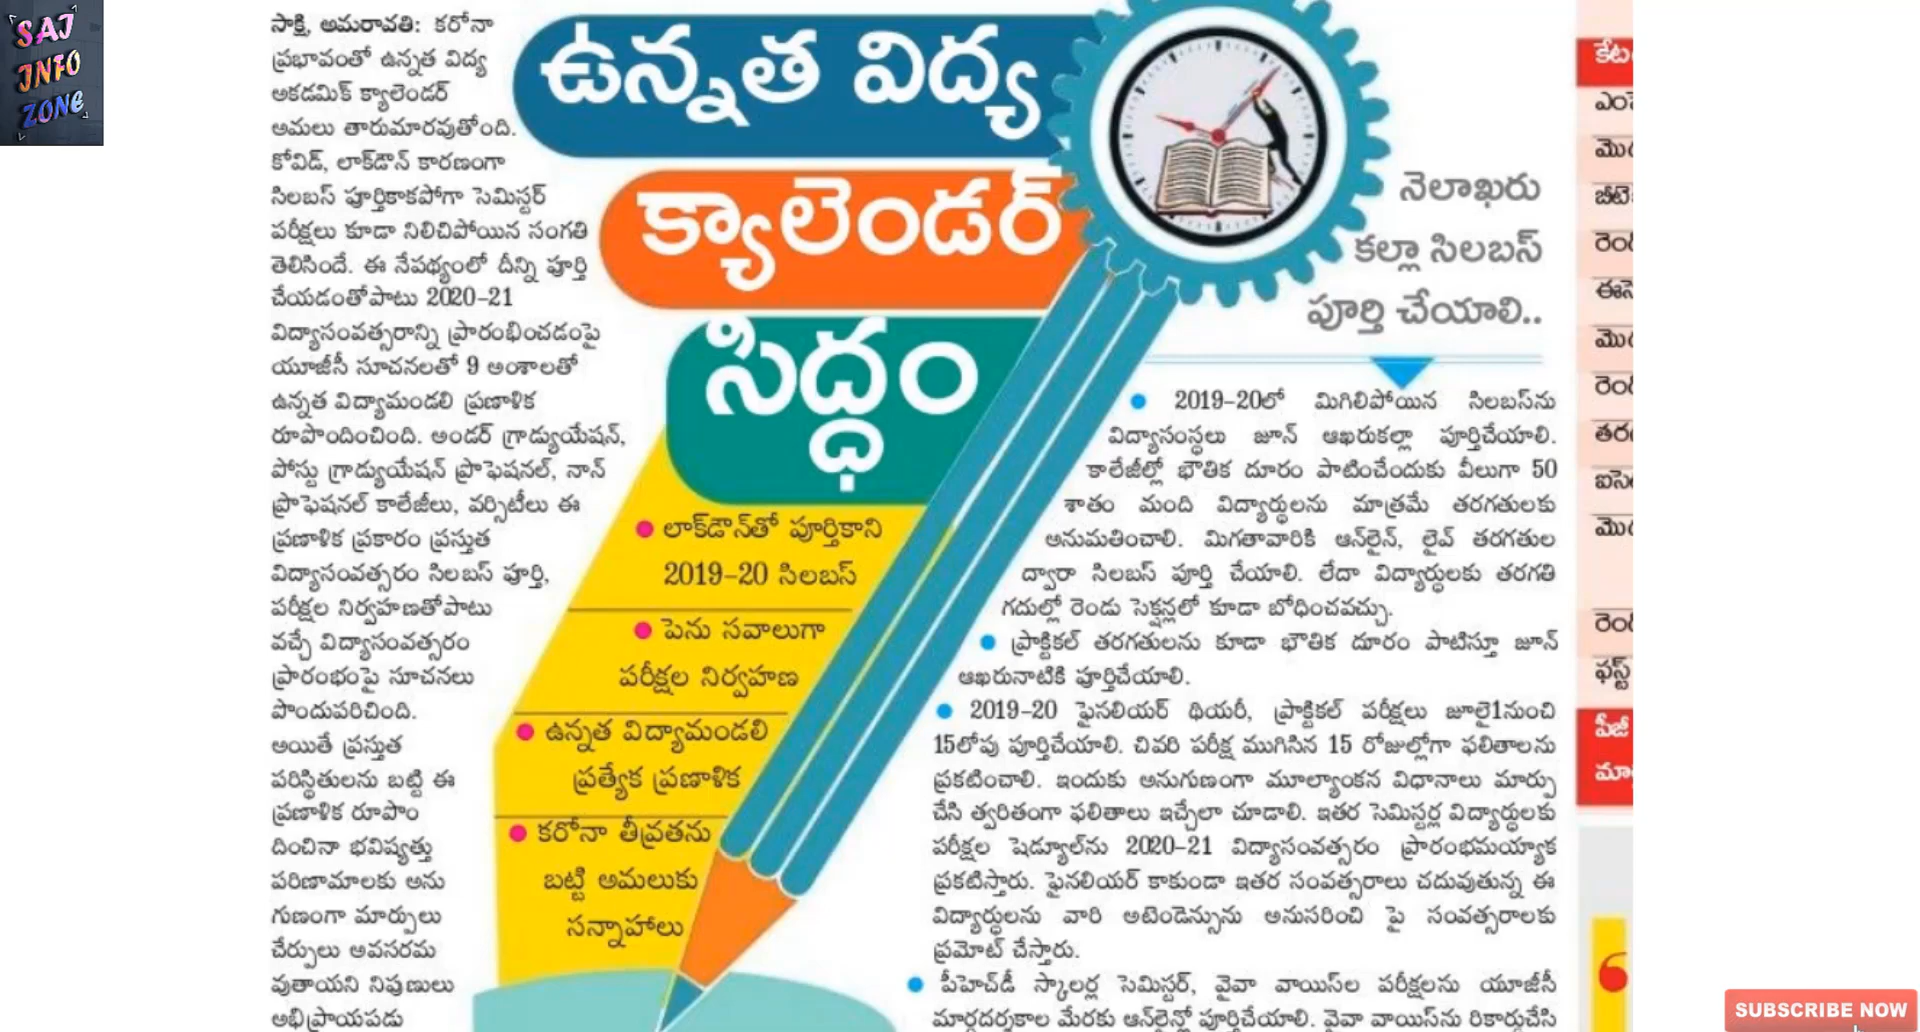 SAJ
INFO
ZONE
సాక్షి, అమరావతి: కరోనా
ప్రభావంతో ఉన్నత విద్య
అకడమిక్ క్యాలెండర్
అమలు తారుమారవుతోంది.
కోవిడ్, లాక్‌డౌన్ కారణంగా
సిలబస్ పూర్తికాకపోగా సెమిస్టర్
పరీక్షలు కూడా నిలిచిపోయిన సంగతి
తెలిసిందే. ఈ నేపథ్యంలో దీన్ని పూర్తి
చేయడంతోపాటు 2020–21
విద్యాసంవత్సరాన్ని ప్రారంభించడంపై
యూజీసీ సూచనలతో 9 అంశాలతో
ఉన్నత విద్యామండలి ప్రణాళిక
రూపొందించింది. అండర్ గ్రాడ్యుయేషన్,
పోస్టు గ్రాడ్యుయేషన్ ప్రొఫెషనల్, నాన్
ప్రొఫెషనల్ కాలేజీలు, వర్సిటీలు ఈ
ప్రణాళిక ప్రకారం ప్రస్తుత
విద్యాసంవత్సరం సిలబస్ పూర్తి,
పరీక్షల నిర్వహణతోపాటు
వచ్చే విద్యాసంవత్సరం
ప్రారంభంపై సూచనలు
పొందుపరిచింది.
అయితే ప్రస్తుత
పరిస్థితులను బట్టి ఈ
ప్రణాళిక రూపొం
దించినా భవిష్యత్తు
పరిణామాలకు అను
గుణంగా మార్పులు
చేర్పులు అవసరమ
వుతాయని నిపుణులు
అభిప్రాయపడు
ఉన్నత విద్య
క్యాలెండర్
సిద్ధం
● లాక్‌డౌన్‌తో పూర్తికాని
2019–20 సిలబస్
● పెను సవాలుగా
పరీక్షల నిర్వహణ
● ఉన్నత విద్యామండలి
ప్రత్యేక ప్రణాళిక
● కరోనా తీవ్రతను
బట్టి అమలుకు
సన్నాహాలు
నెలాఖరు
కల్లా సిలబస్
పూర్తి చేయాలి..
● 2019–20లో మిగిలిపోయిన సిలబస్‌ను
విద్యాసంస్థలు జూన్ ఆఖరుకల్లా పూర్తిచేయాలి.
కాలేజీల్లో భౌతిక దూరం పాటించేందుకు వీలుగా 50
శాతం మంది విద్యార్థులను మాత్రమే తరగతులకు
అనుమతించాలి. మిగతావారికి ఆన్‌లైన్, లైవ్ తరగతుల
ద్వారా సిలబస్ పూర్తి చేయాలి. లేదా విద్యార్థులకు తరగతి
గదుల్లో రెండు సెక్షన్లలో కూడా బోధించవచ్చు.
● ప్రాక్టికల్ తరగతులను కూడా భౌతిక దూరం పాటిస్తూ జూన్
ఆఖరునాటికి పూర్తిచేయాలి.
● 2019–20 ఫైనలియర్ థియరీ, ప్రాక్టికల్ పరీక్షలు జూలై1నుంచి
15లోపు పూర్తిచేయాలి. చివరి పరీక్ష ముగిసిన 15 రోజుల్లోగా ఫలితాలను
ప్రకటించాలి. ఇందుకు అనుగుణంగా మూల్యాంకన విధానాలు మార్పు
చేసి త్వరితంగా ఫలితాలు ఇచ్చేలా చూడాలి. ఇతర సెమిస్టర్ల విద్యార్థులకు
పరీక్షల షెడ్యూల్‌ను 2020–21 విద్యాసంవత్సరం ప్రారంభమయ్యాక
ప్రకటిస్తారు. ఫైనలియర్ కాకుండా ఇతర సంవత్సరాలు చదువుతున్న ఈ
విద్యార్థులను వారి అటెండెన్సును అనుసరించి పై సంవత్సరాలకు
ప్రమోట్ చేస్తారు.
● పీహెచ్‌డీ స్కాలర్ల సెమిస్టర్, వైవా వాయిస్‌ల పరీక్షలను యూజీసీ
మార్గదర్శకాల మేరకు ఆన్‌లైన్లో పూర్తిచేయాలి. వైవా వాయిస్‌ను రికార్డుచేసి
పీజీ
ఫస్ట్
SUBSCRIBE NOW